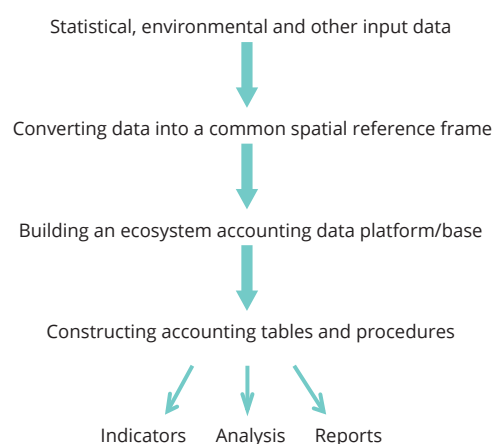 Statistical, environmental and other input data
Converting data into a common spatial reference frame
Building an ecosystem accounting data platform/base
Constructing accounting tables and procedures
Indicators Analysis Reports